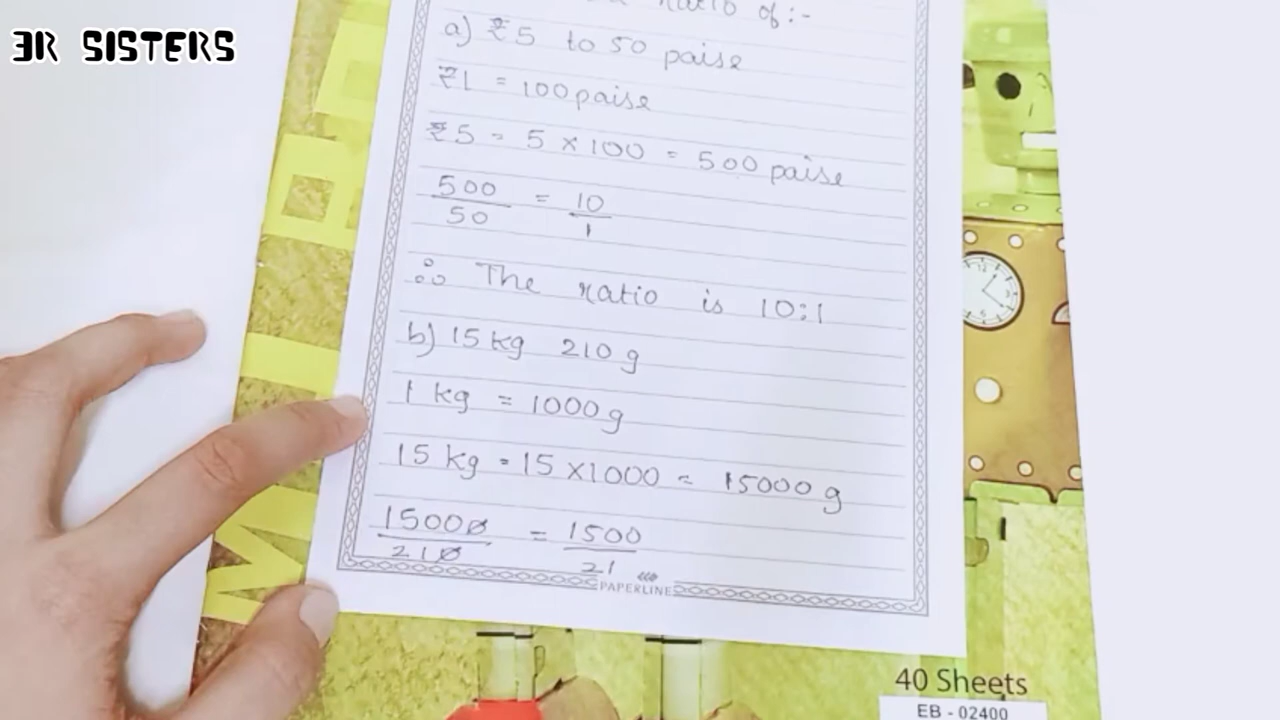 3R SISTERS
ratio of:-
a) ₹5 to 50 paise
₹1 = 100 paise
₹5 = 5 × 100 = 500 paise
500/50 = 10/1
∴ The ratio is 10:1
b) 15 kg 210 g
1 kg = 1000 g
15 kg = 15 × 1000 = 15000 g
15000/210 = 1500/21
PAPERLINE
40 Sheets
EB - 02400